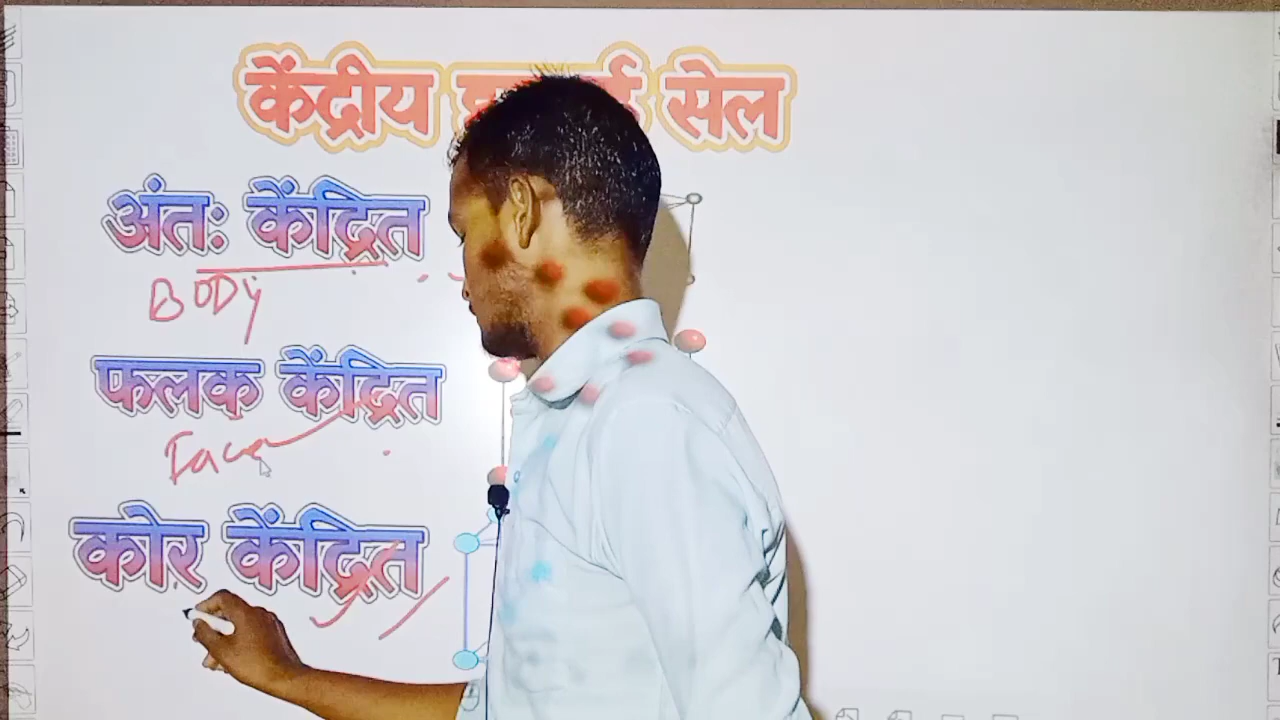 केंद्रीय सेल
अंतः केंद्रित
BODY
फलक केंद्रित
Face
कोर केंद्रित